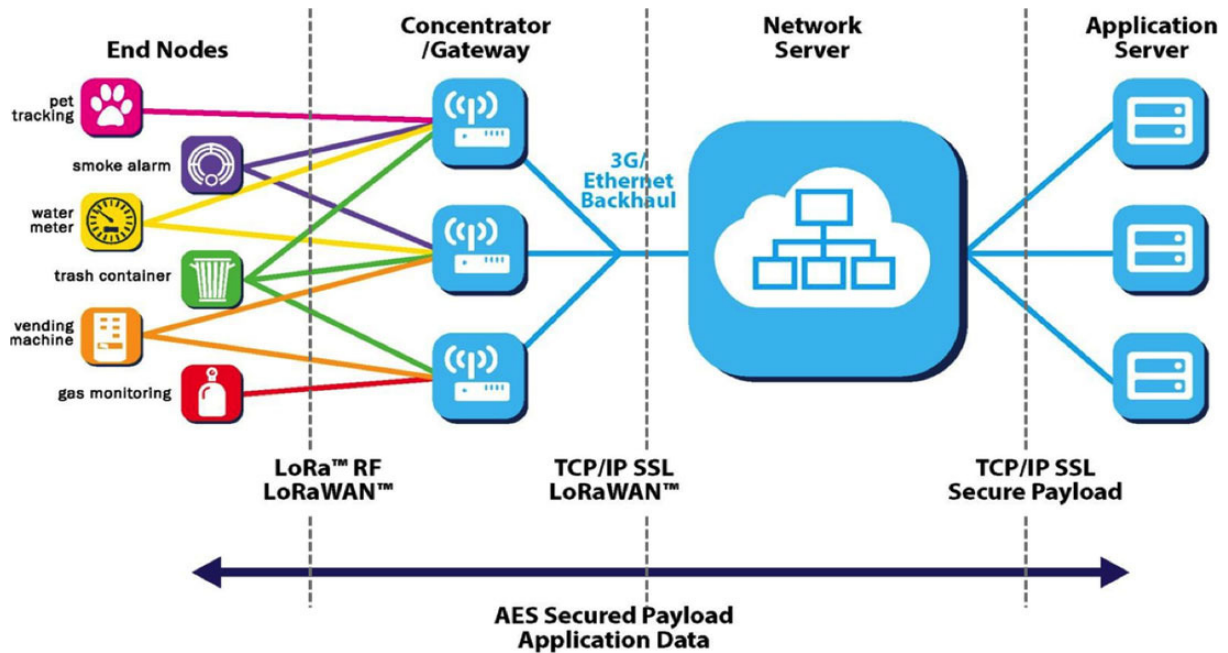 End Nodes
Concentrator
/Gateway
Network
Server
Application
Server
pet
tracking
smoke alarm
water
meter
trash container
vending
machine
gas monitoring
3G/
Ethernet
Backhaul
LoRa™ RF
LoRaWAN™
TCP/IP SSL
LoRaWAN™
TCP/IP SSL
Secure Payload
AES Secured Payload
Application Data